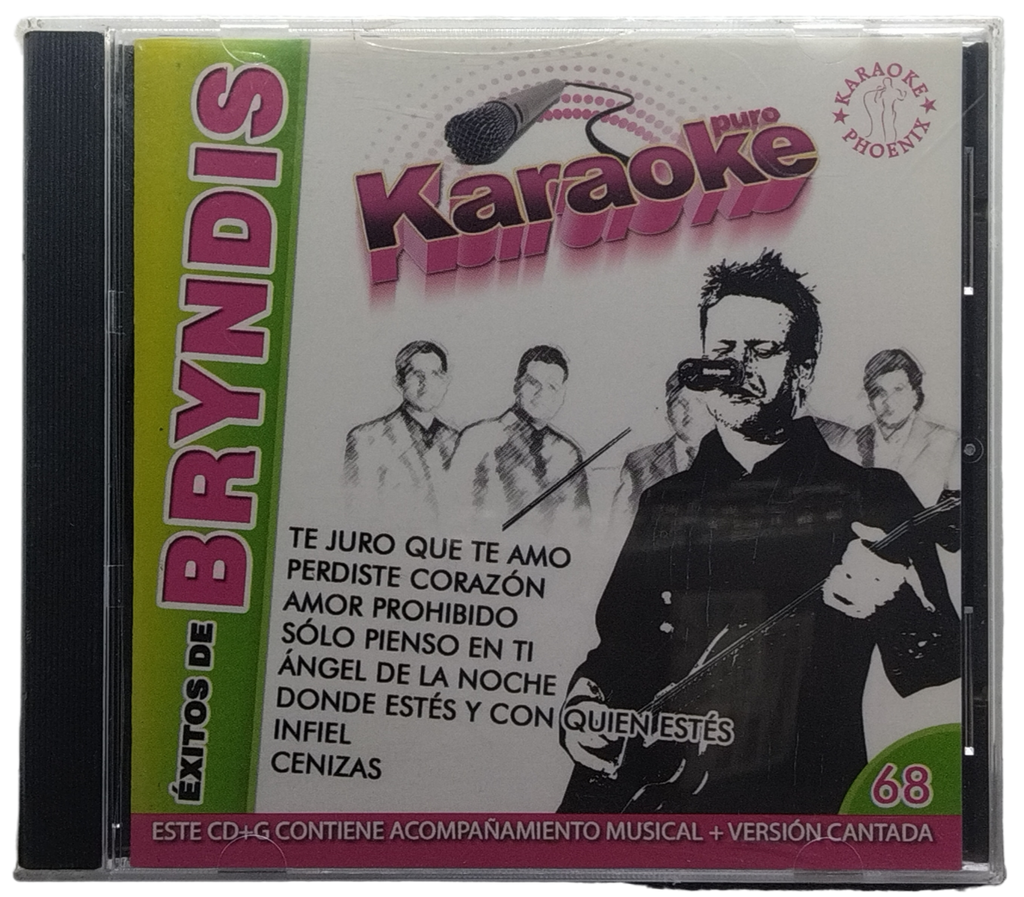 ÉXITOS DE BRYNDIS
puro
Karaoke
KARAOKE
PHOENIX
TE JURO QUE TE AMO
PERDISTE CORAZÓN
AMOR PROHIBIDO
SÓLO PIENSO EN TI
ÁNGEL DE LA NOCHE
DONDE ESTÉS Y CON QUIEN ESTÉS
INFIEL
CENIZAS
68
ESTE CD+G CONTIENE ACOMPAÑAMIENTO MUSICAL + VERSIÓN CANTADA